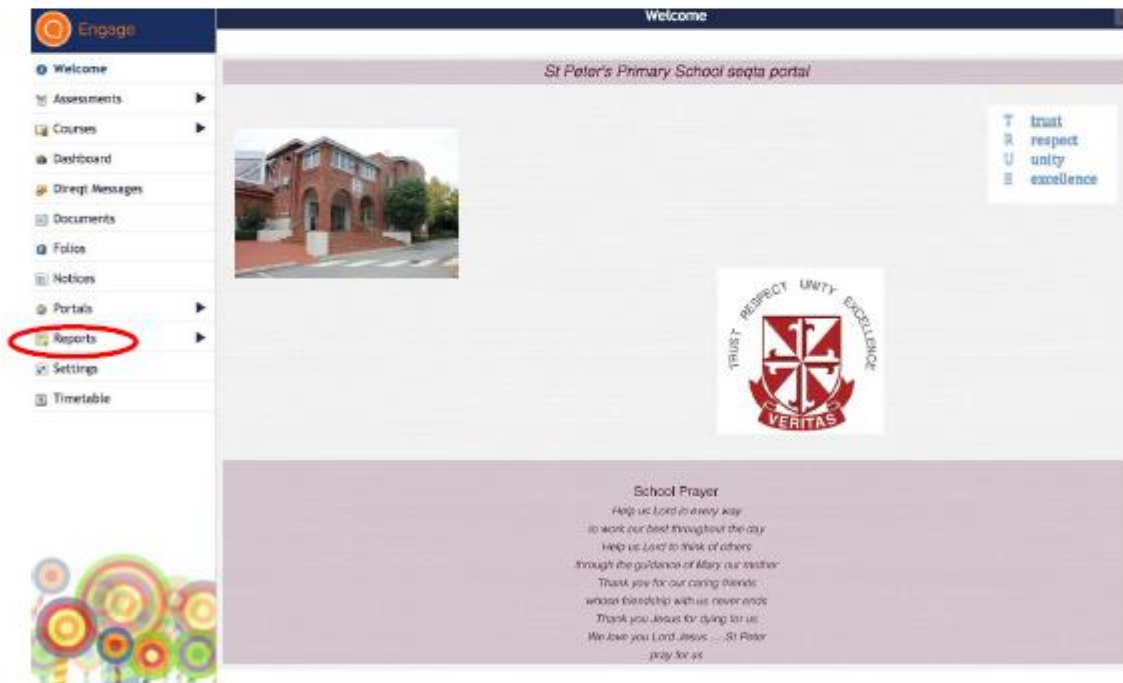 Engage
Welcome
Welcome
Assessments
Courses
Dashboard
Direqt Messages
Documents
Folios
Notices
Portals
Reports
Settings
Timetable
St Peter's Primary School seqta portal
T trust
R respect
U unity
E excellence
TRUST RESPECT UNITY EXCELLENCE
VERITAS
School Prayer
Help us Lord in every way
to work our best throughout the day
Help us Lord to think of others
through the guidance of Mary our mother
Thank you for our caring friends
whose friendship with us never ends
Thank you Jesus for dying for us
We love you Lord Jesus .... St Peter
pray for us